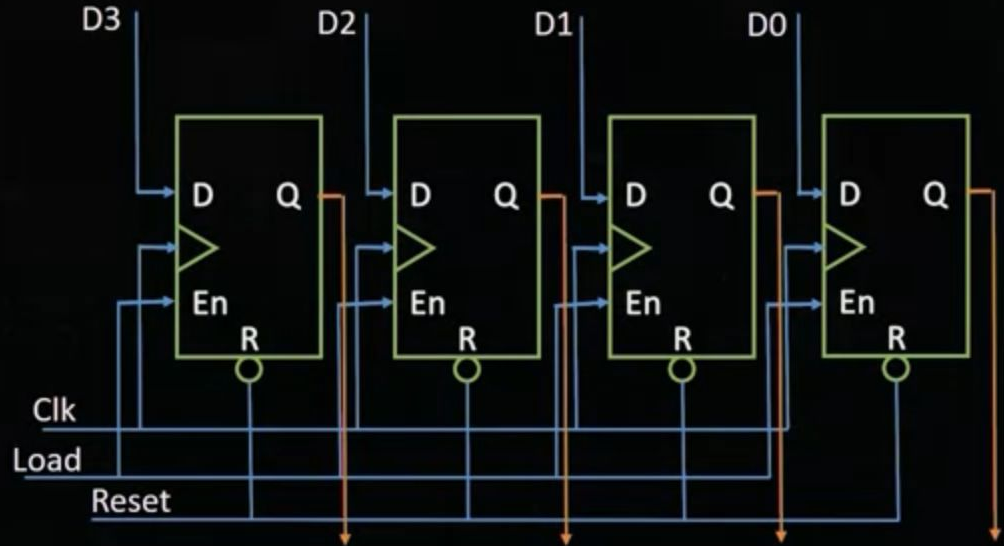 D3 D2 D1 D0
D Q D Q D Q D Q
En En En En
R R R R
Clk
Load
Reset